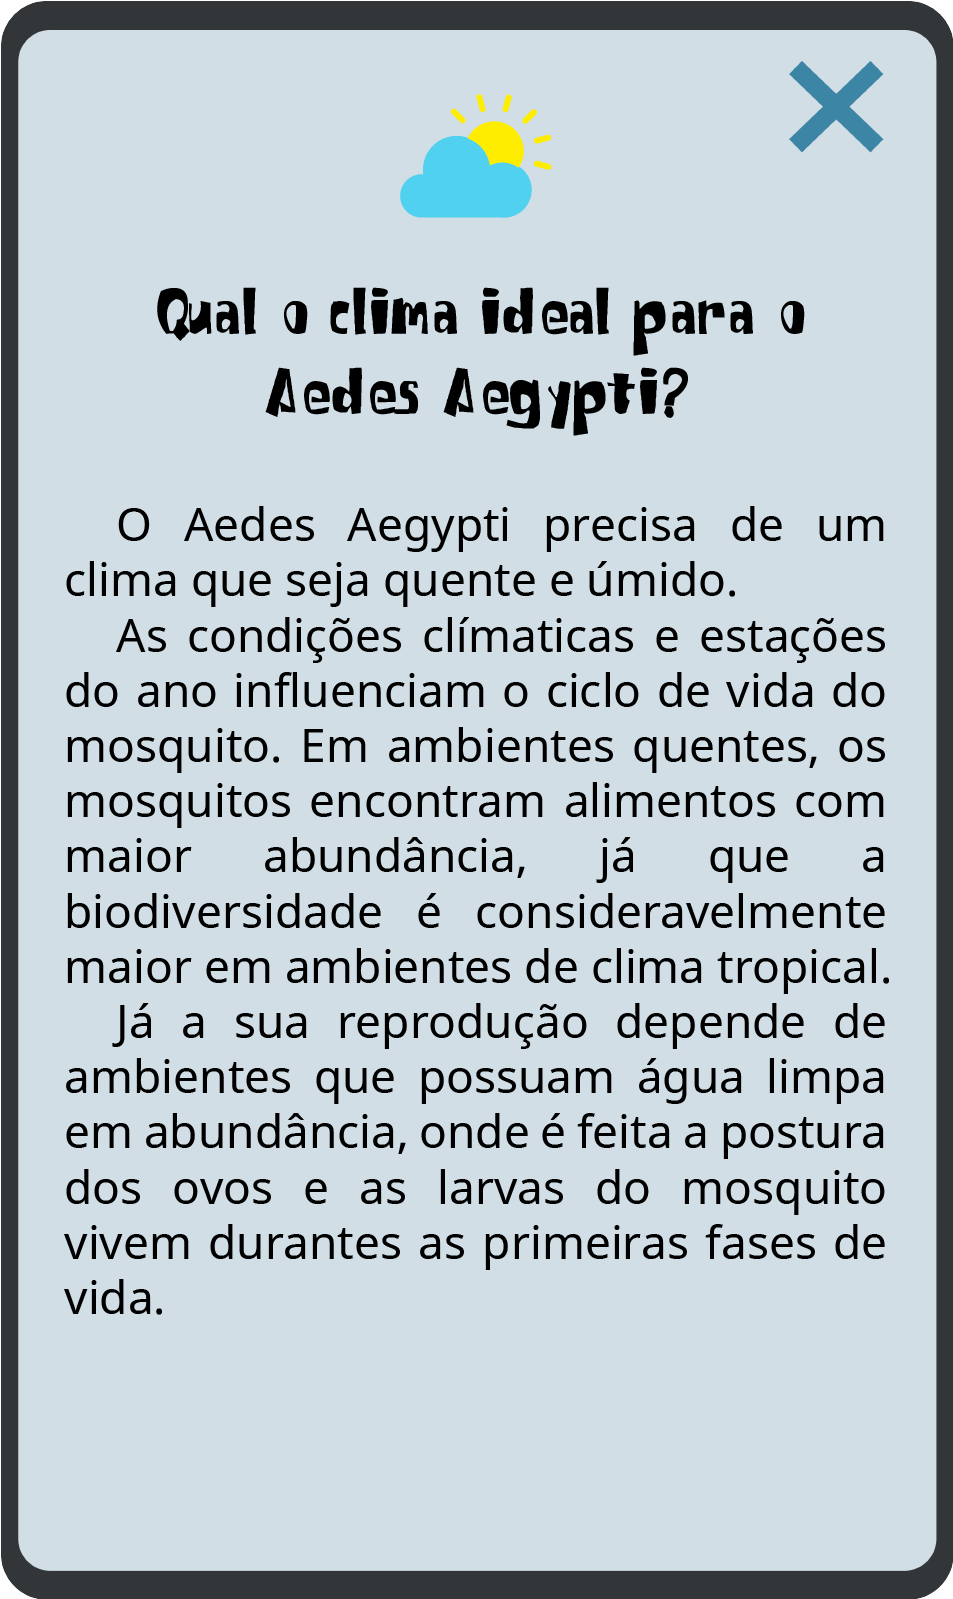 Qual o clima ideal para o
Aedes Aegypti?
O Aedes Aegypti precisa de um
clima que seja quente e úmido.
As condições clímaticas e estações
do ano influenciam o ciclo de vida do
mosquito. Em ambientes quentes, os
mosquitos encontram alimentos com
maior abundância, já que a
biodiversidade é consideravelmente
maior em ambientes de clima tropical.
Já a sua reprodução depende de
ambientes que possuam água limpa
em abundância, onde é feita a postura
dos ovos e as larvas do mosquito
vivem durantes as primeiras fases de
vida.